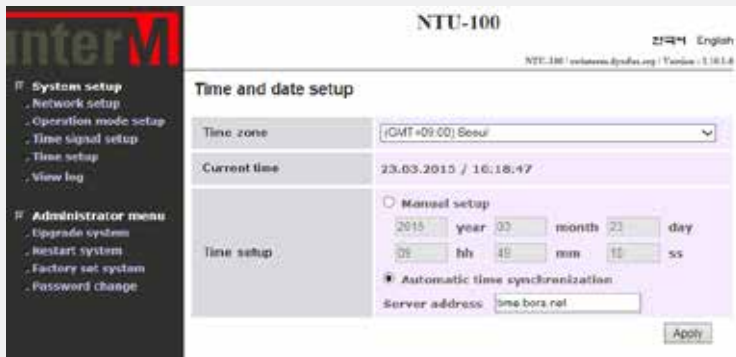 NTU-100
interM
한국어 English
System setup
. Network setup
. Operation mode setup
. Time signal setup
. Time setup
. View log
Administrator menu
. Upgrade system
. Restart system
. Factory set system
. Password change
Time and date setup
Time zone (GMT+09:00) Seoul
Current time 23.03.2015 / 16:18:47
Time setup
Manual setup
2015 year 03 month 23 day
09 hh 49 mm ss
Automatic time synchronization
Server address time.bora.net
Apply